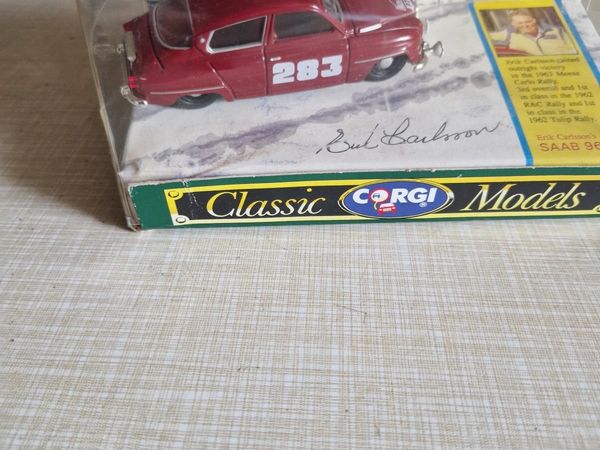 283
Erik Carlsson gained
outright victory
in the 1963 Monte
Carlo Rally.
3rd overall and 1st
in class in the 1962
RAC Rally and 1st
in class in the
1962 Tulip Rally.
Erik Carlsson
Erik Carlsson's
SAAB 96
Classic CORGI ® Models